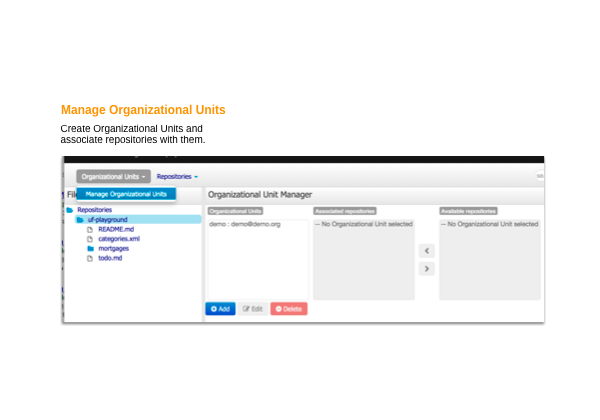 Manage Organizational Units
Create Organizational Units and
associate repositories with them.
Organizational Units
Repositories
Manage Organizational Units
Organizational Unit Manager
Repositories
uf-playground
README.md
categories.xml
mortgages
todo.md
Organizational Units
Associated repositories
Available repositories
demo : demo@demo.org
-- No Organizational Unit selected
-- No Organizational Unit selected
Add
Edit
Delete